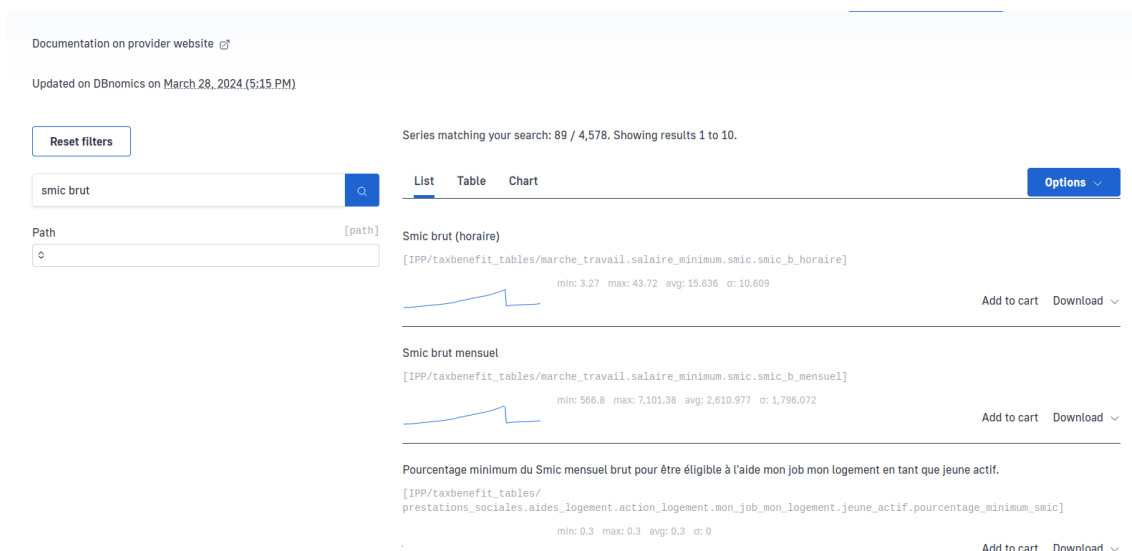 Documentation on provider website
Updated on DBnomics on March 28, 2024 (5:15 PM)
Reset filters
smic brut
Path [path]
Series matching your search: 89 / 4,578. Showing results 1 to 10.
List Table Chart
Options
Smic brut (horaire)
[IPP/taxbenefit_tables/marche_travail.salaire_minimum.smic.smic_b_horaire]
min: 3.27 max: 43.72 avg: 15.636 σ: 10.609
Add to cart Download
Smic brut mensuel
[IPP/taxbenefit_tables/marche_travail.salaire_minimum.smic.smic_b_mensuel]
min: 566.8 max: 7,101.38 avg: 2,610.977 σ: 1,796.072
Add to cart Download
Pourcentage minimum du Smic mensuel brut pour être éligible à l'aide mon job mon logement en tant que jeune actif.
[IPP/taxbenefit_tables/
prestations_sociales.aides_logement.action_logement.mon_job_mon_logement.jeune_actif.pourcentage_minimum_smic]
min: 0.3 max: 0.3 avg: 0.3 σ: 0
Add to cart Download